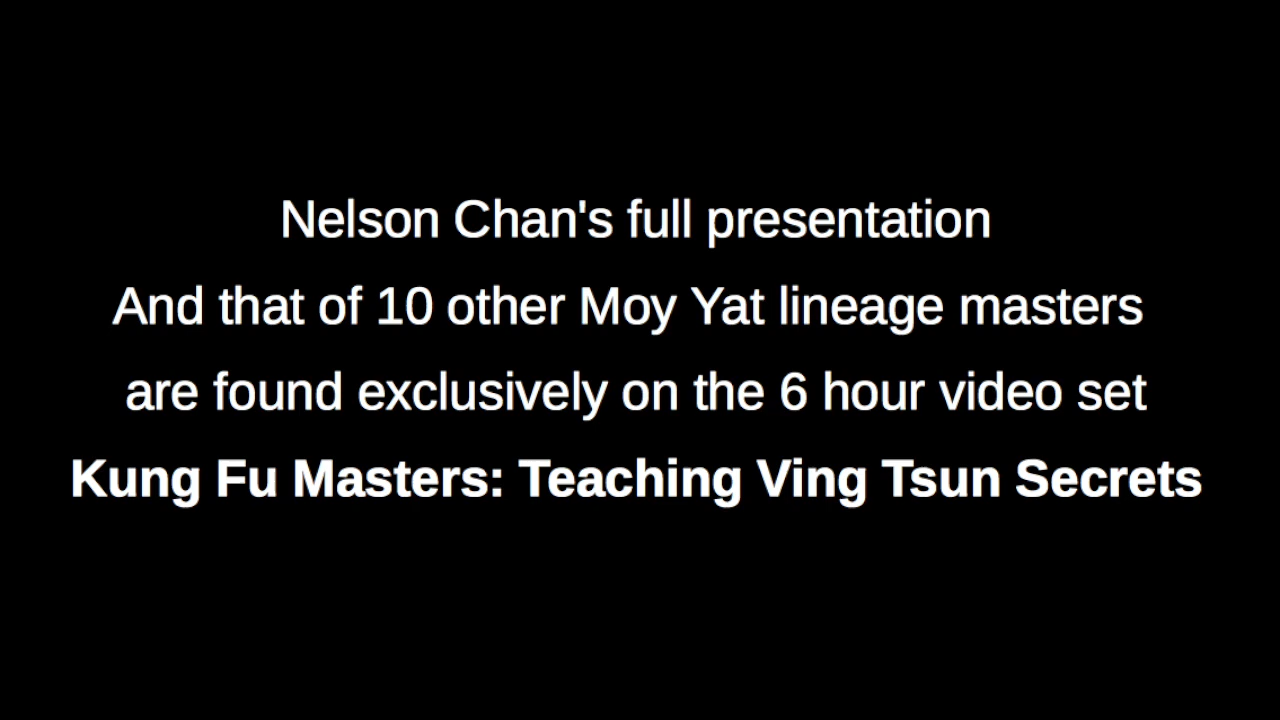 Nelson Chan's full presentation
And that of 10 other Moy Yat lineage masters
are found exclusively on the 6 hour video set
Kung Fu Masters: Teaching Ving Tsun Secrets